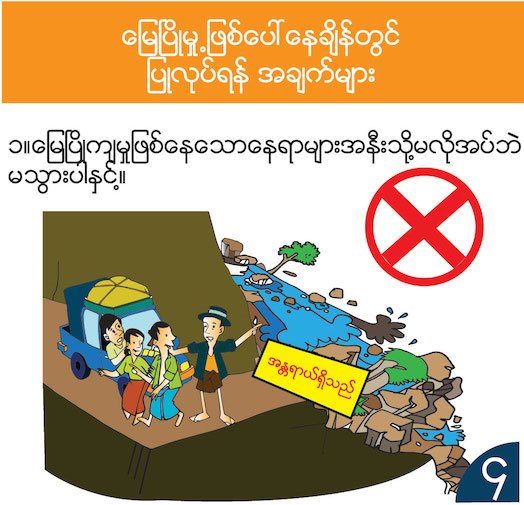 မြေပြိုမှု ဖြစ်ပေါ်နေချိန်တွင်
ပြုလုပ်ရန် အချက်များ
၁။မြေပြိုကျမှုဖြစ်နေသောနေရာများအနီးသို့မလိုအပ်ဘဲ
မသွားပါနှင့်။
အန္တရာယ်ရှိသည်
၄